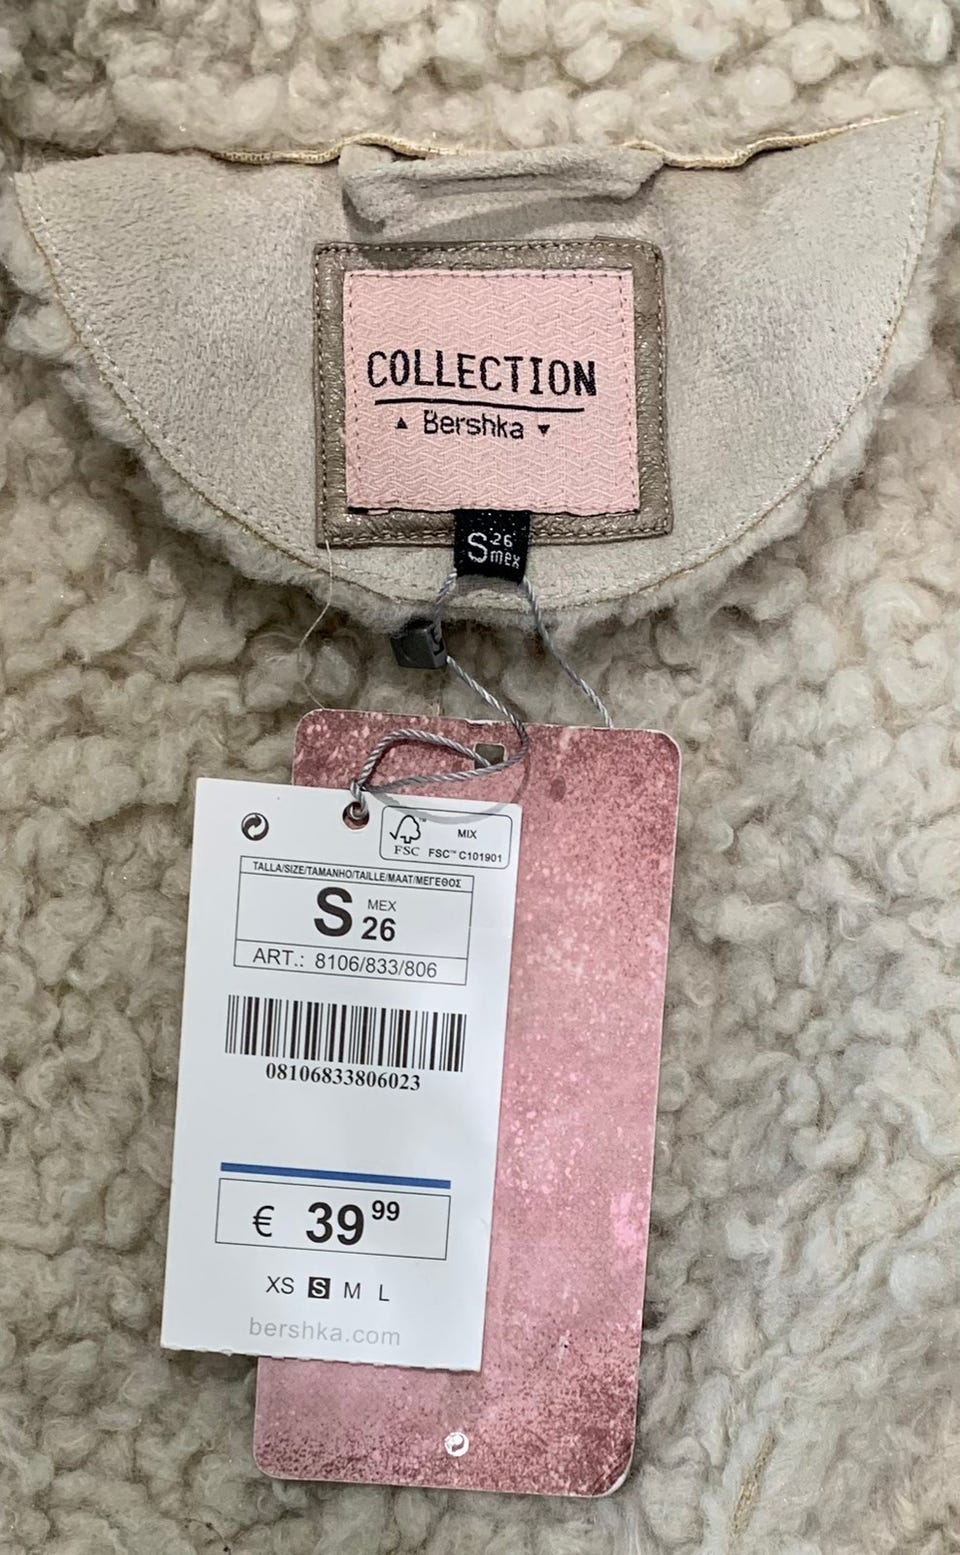 COLLECTION
▲ Bershka ▼
S 26 mex
S
MIX
FSC™ FSC™ C101901
TALLA/SIZE/TAMANHO/TAILLE/MAAT/ΜΕΓΕΘΟΣ
S MEX 26
ART.: 8106/833/806
08106833806023
€ 39 99
XS S M L
bershka.com